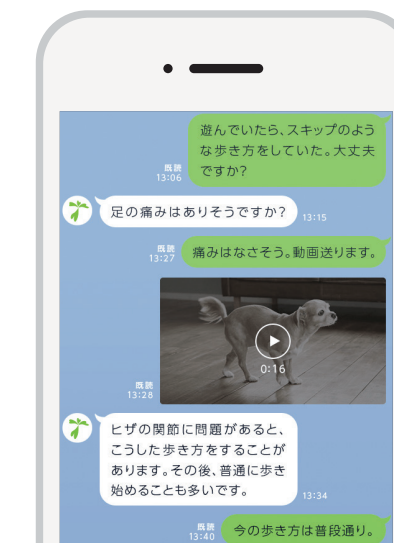 遊んでいたら、スキップのよう
な歩き方をしていた。大丈夫
ですか?
既読
13:06
足の痛みはありそうですか?
13:15
既読
13:27
痛みはなさそう。動画送ります。
0:16
既読
13:28
ヒザの関節に問題があると、
こうした歩き方をすることが
あります。その後、普通に歩き
始めることも多いです。
13:34
既読
13:40
今の歩き方は普段通り。